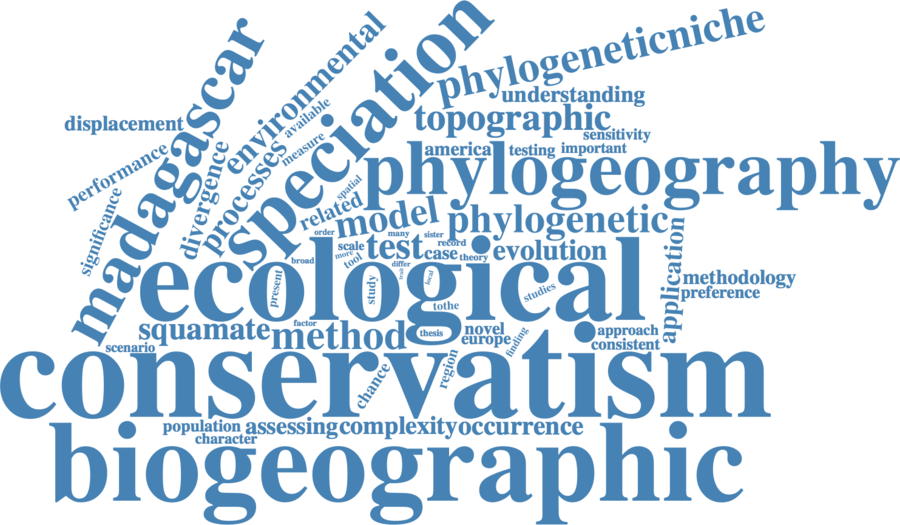 phylogeneticniche
speciation
madagascar
environmental
available
understanding
displacement
topographic
sensitivity
processes
measure
america
testing
important
performance
divergence
phylogeography
spatial
significance
related
model
phylogenetic
order
many
sister
scale
test
record
case
theory
evolution
more
tool
broad
differ
trait
local
ecological
present
study
studies
tothe
application
methodology
preference
squamate
factor
method
thesis
novel
europe
finding
approach
consistent
scenario
conservatism
chance
region
population
assessing
complexity
occurrence
character
biogeographic